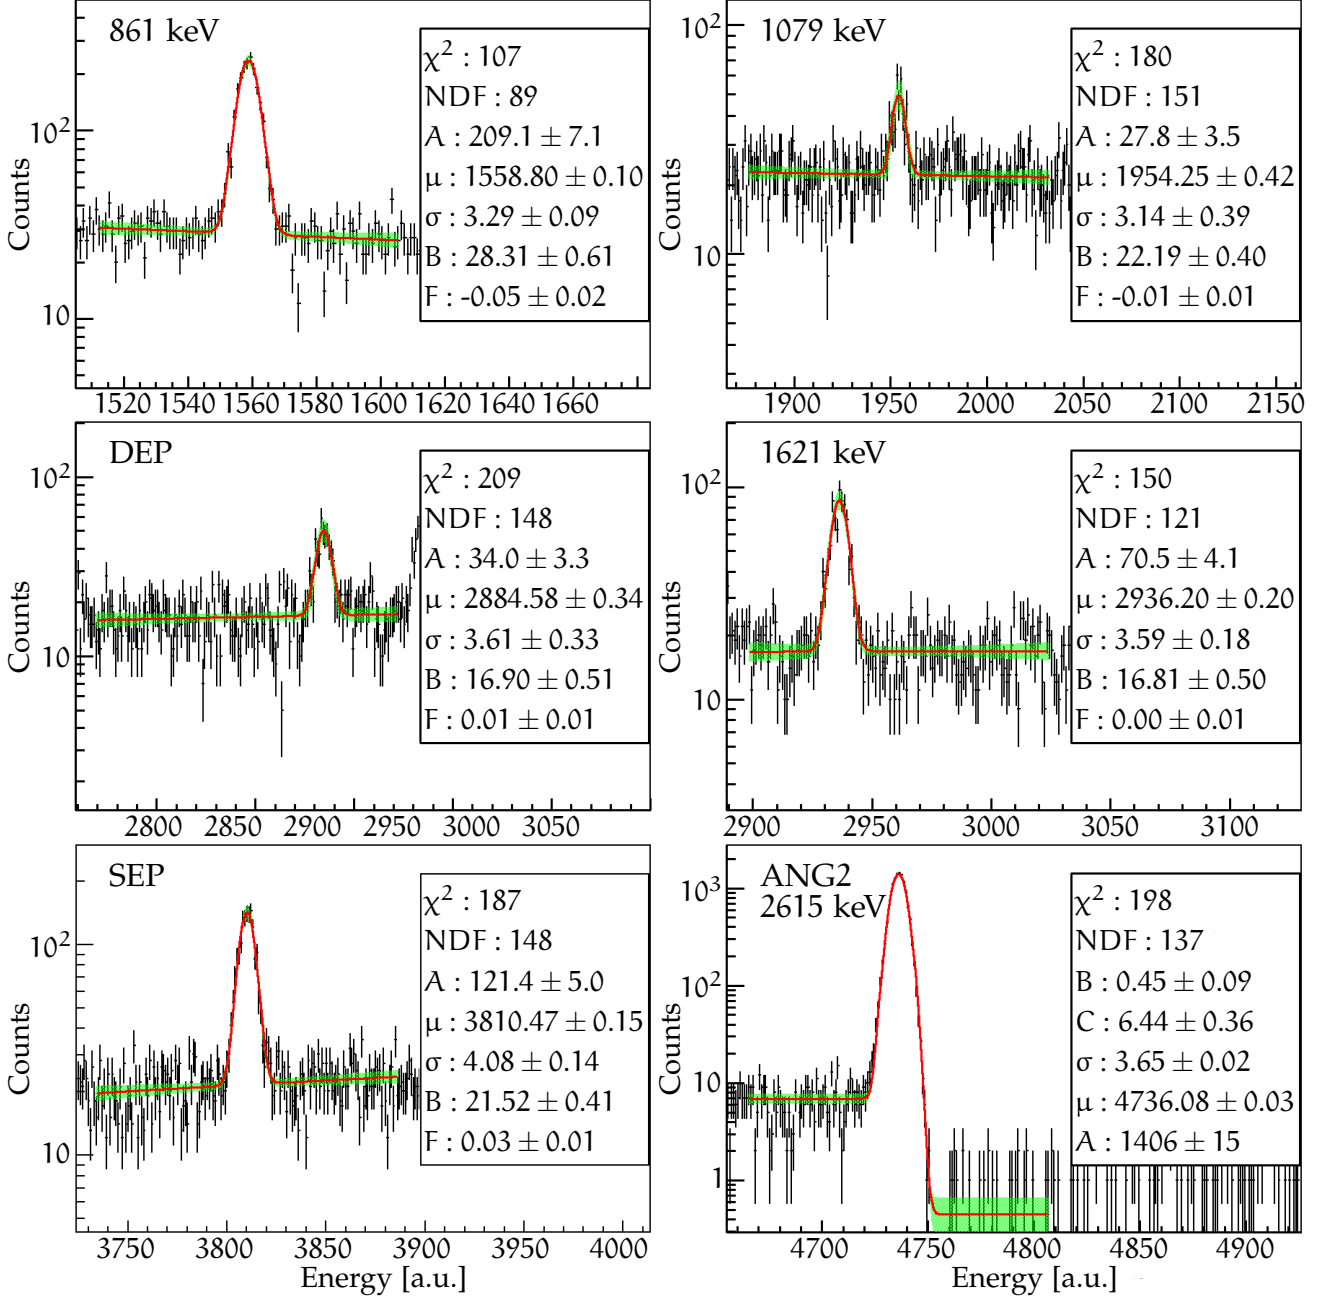 861 keV
χ² : 107
NDF : 89
A : 209.1 ± 7.1
μ : 1558.80 ± 0.10
σ : 3.29 ± 0.09
B : 28.31 ± 0.61
F : -0.05 ± 0.02
10²
10
Counts
1520 1540 1560 1580 1600 1620 1640 1660
1079 keV
χ² : 180
NDF : 151
A : 27.8 ± 3.5
μ : 1954.25 ± 0.42
σ : 3.14 ± 0.39
B : 22.19 ± 0.40
F : -0.01 ± 0.01
10²
10
Counts
1900 1950 2000 2050 2100 2150
DEP
χ² : 209
NDF : 148
A : 34.0 ± 3.3
μ : 2884.58 ± 0.34
σ : 3.61 ± 0.33
B : 16.90 ± 0.51
F : 0.01 ± 0.01
10²
10
Counts
2800 2850 2900 2950 3000 3050
1621 keV
χ² : 150
NDF : 121
A : 70.5 ± 4.1
μ : 2936.20 ± 0.20
σ : 3.59 ± 0.18
B : 16.81 ± 0.50
F : 0.00 ± 0.01
10²
10
Counts
2900 2950 3000 3050 3100
SEP
χ² : 187
NDF : 148
A : 121.4 ± 5.0
μ : 3810.47 ± 0.15
σ : 4.08 ± 0.14
B : 21.52 ± 0.41
F : 0.03 ± 0.01
10²
10
Counts
3750 3800 3850 3900 3950 4000
Energy [a.u.]
ANG2
2615 keV
χ² : 198
NDF : 137
B : 0.45 ± 0.09
C : 6.44 ± 0.36
σ : 3.65 ± 0.02
μ : 4736.08 ± 0.03
A : 1406 ± 15
10³
10²
10
1
Counts
4700 4750 4800 4850 4900
Energy [a.u.]